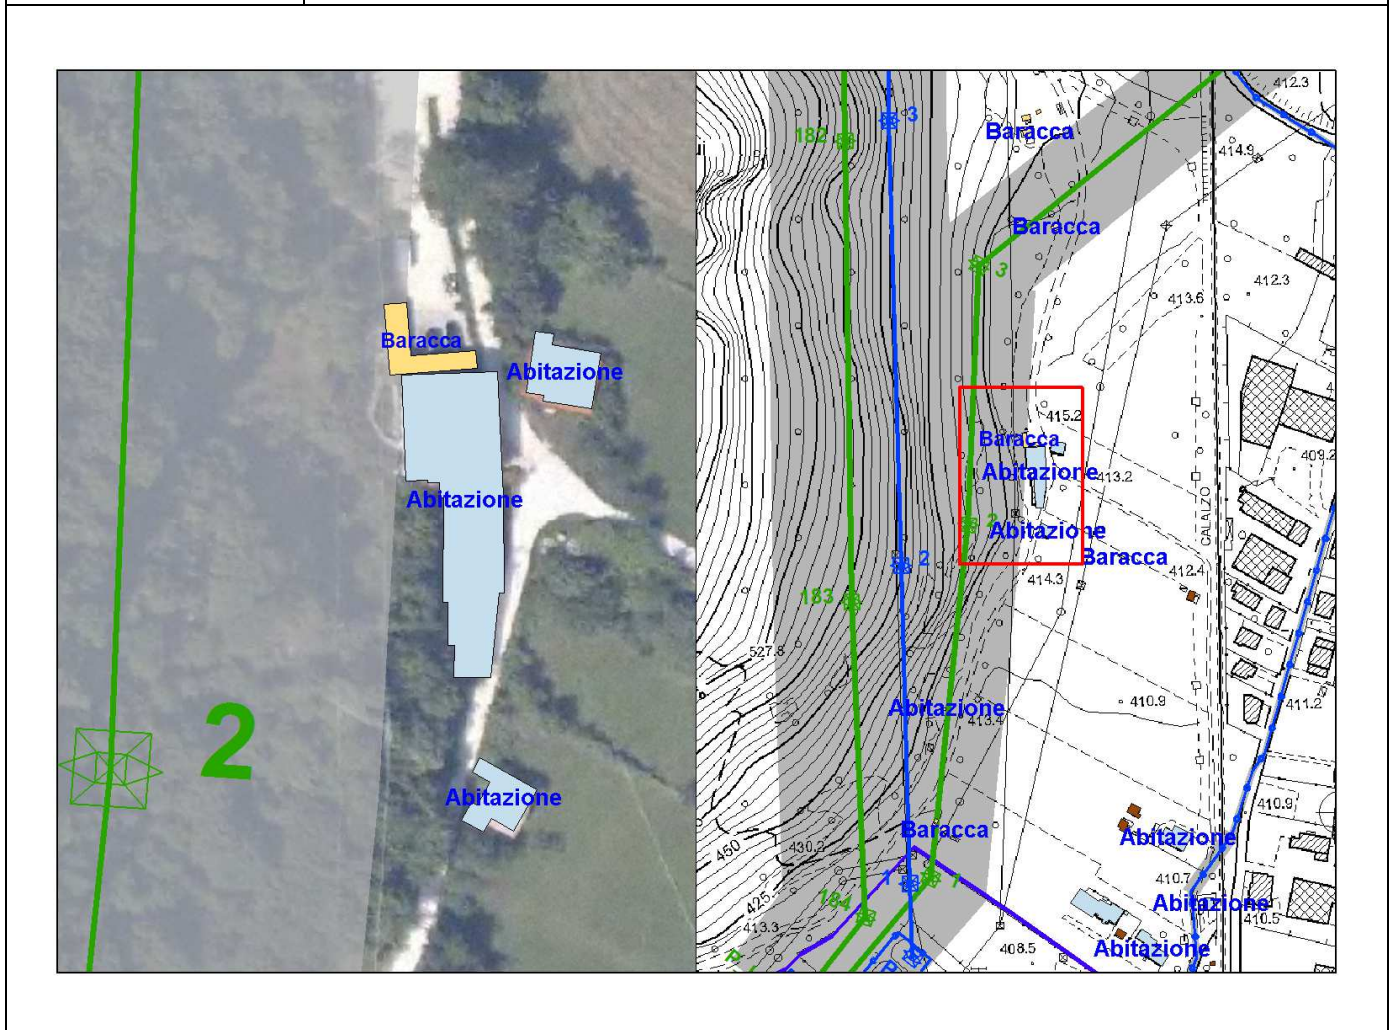 Baracca
Abitazione
Abitazione
2
Abitazione
412.3
3
182
Baracca
414.9
Baracca
3
412.3
413.6
415.2
Baracca
409.2
Abitazione
413.2
CALALZO
2
Abitazione
Baracca
2
412.4
414.3
183
527.8
410.9
411.2
Abitazione
413.4
410.9
Baracca
Abitazione
430.2
450
1
1
410.7
184
425
Abitazione
410.5
413.3
408.5
Abitazione
P
P